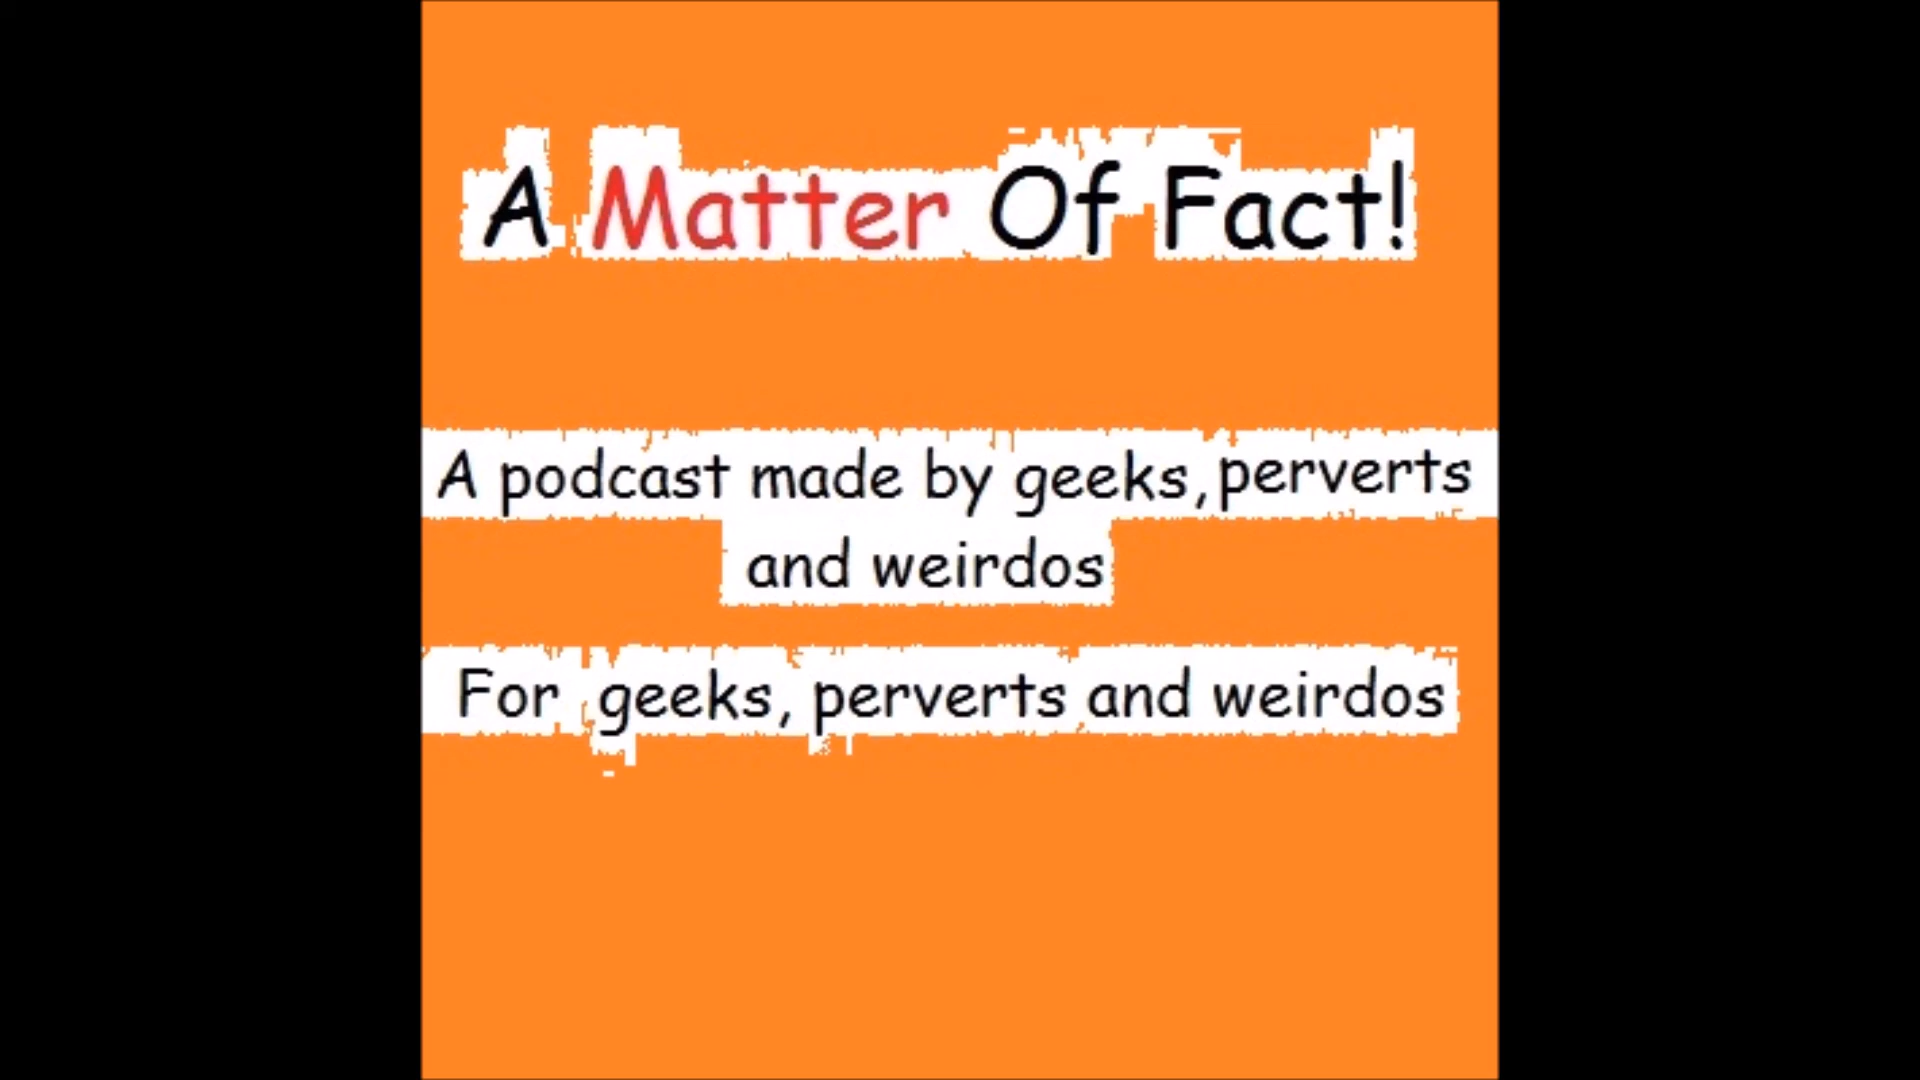 A Matter Of Fact!
A podcast made by geeks, perverts
and weirdos
For geeks, perverts and weirdos